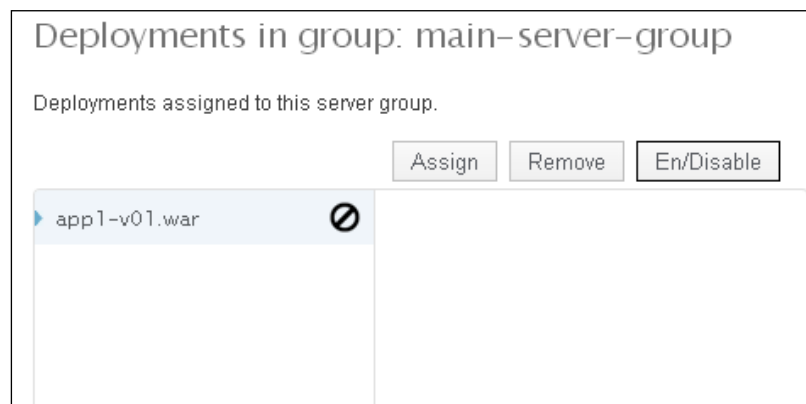 Deployments in group: main-server-group
Deployments assigned to this server group.
Assign Remove En/Disable
app1-v01.war